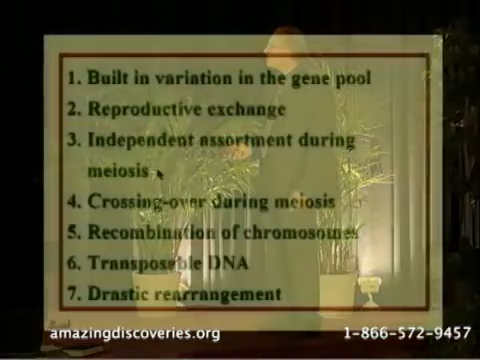 1. Built in variation in the gene pool
2. Reproductive exchange
3. Independent assortment during
meiosis
4. Crossing-over during meiosis
5. Recombination of chromosomes
6. Transposable DNA
7. Drastic rearrangement
amazingdiscoveries.org 1-866-572-9457